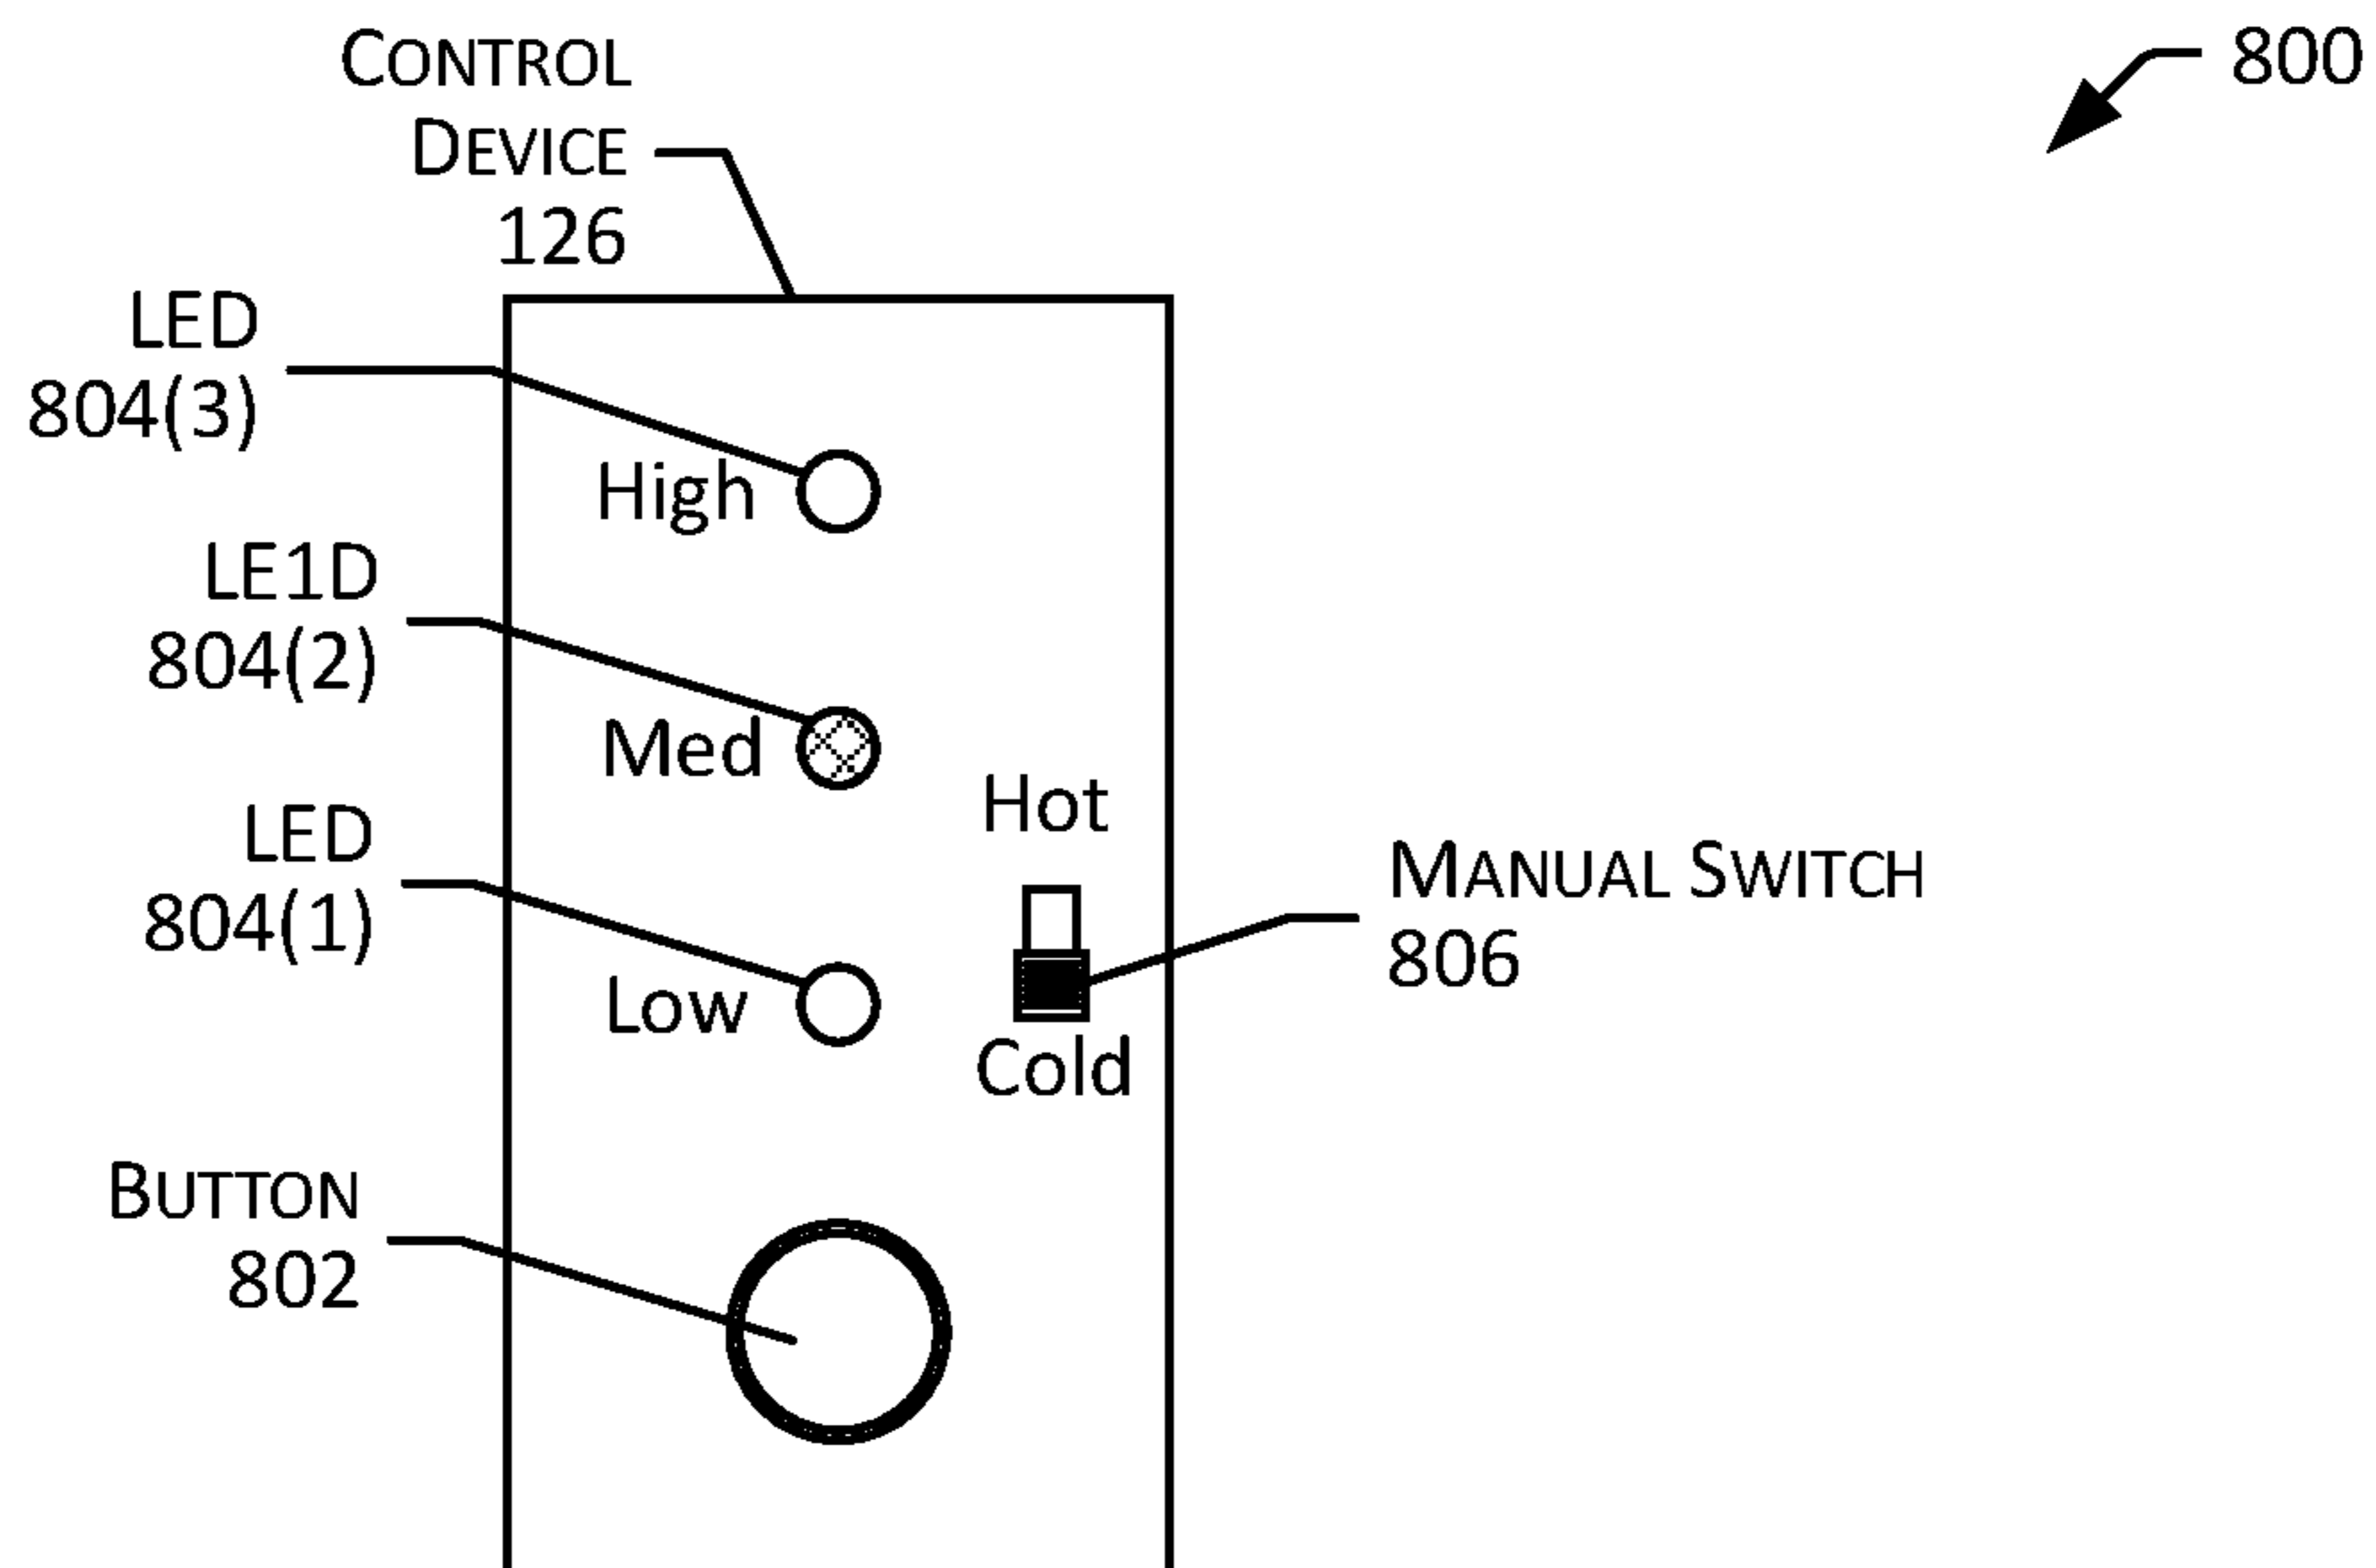 CONTROL
DEVICE
126
800
LED
804(3)
High
LE1D
804(2)
Med
Hot
LED
804(1)
Low
MANUAL SWITCH
806
Cold
BUTTON
802